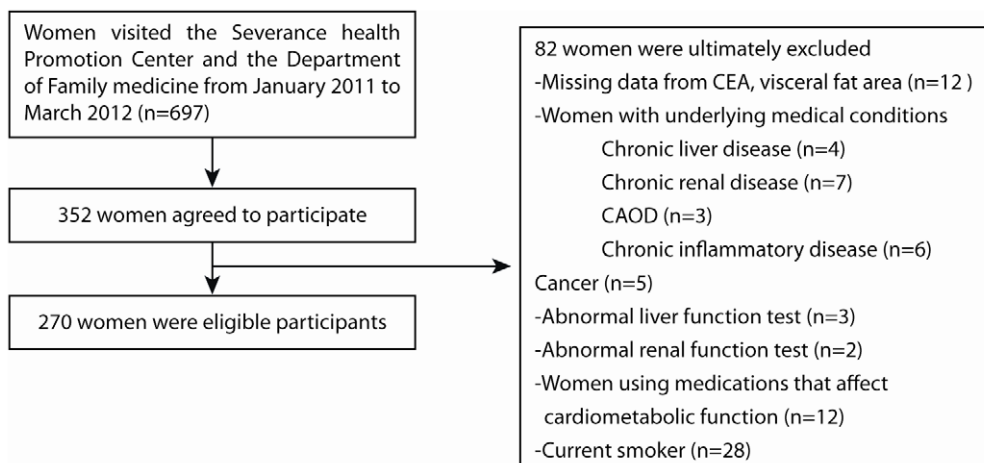 Women visited the Severance health
Promotion Center and the Department
of Family medicine from January 2011 to
March 2012 (n=697)
352 women agreed to participate
270 women were eligible participants
82 women were ultimately excluded
-Missing data from CEA, visceral fat area (n=12 )
-Women with underlying medical conditions
Chronic liver disease (n=4)
Chronic renal disease (n=7)
CAOD (n=3)
Chronic inflammatory disease (n=6)
Cancer (n=5)
-Abnormal liver function test (n=3)
-Abnormal renal function test (n=2)
-Women using medications that affect
cardiometabolic function (n=12)
-Current smoker (n=28)